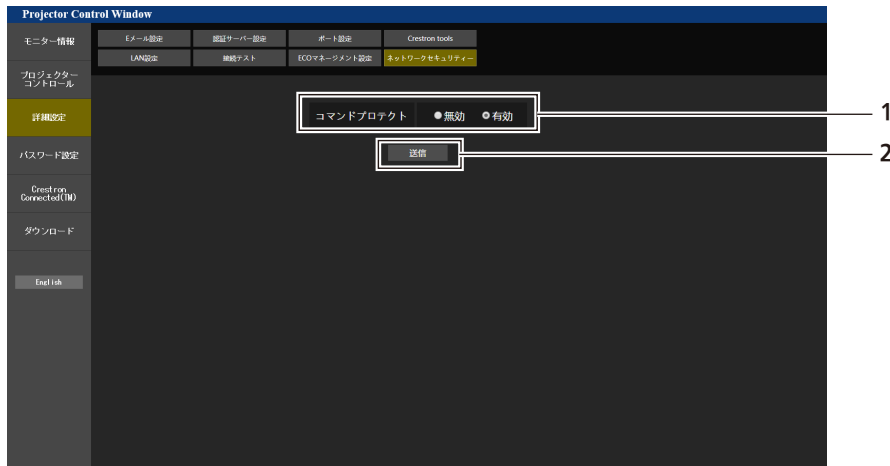 Projector Control Window
モニター情報
プロジェクター
コントロール
詳細設定
パスワード設定
Crestron
Connected(TM)
ダウンロード
English
Eメール設定 認証サーバー設定 ポート設定 Crestron tools
LAN設定 接続テスト ECOマネージメント設定 ネットワークセキュリティー
コマンドプロテクト 無効 有効 1
送信 2